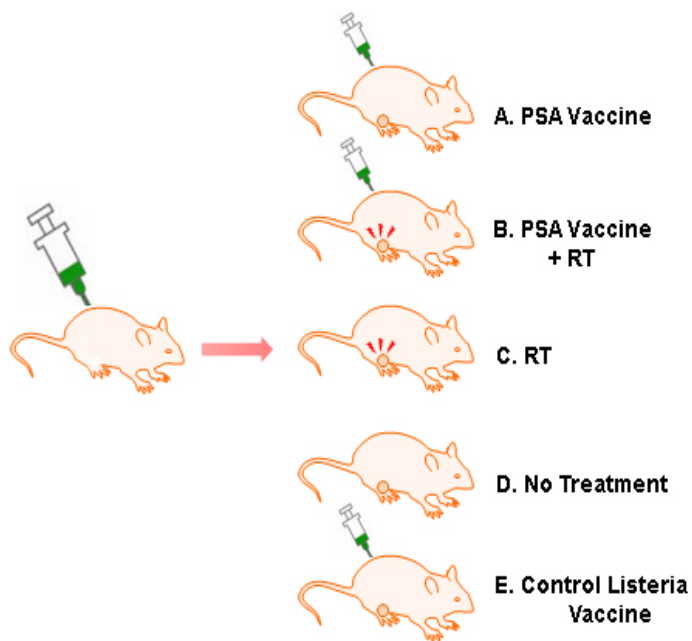 A. PSA Vaccine
B. PSA Vaccine
+ RT
C. RT
D. No Treatment
E. Control Listeria
Vaccine